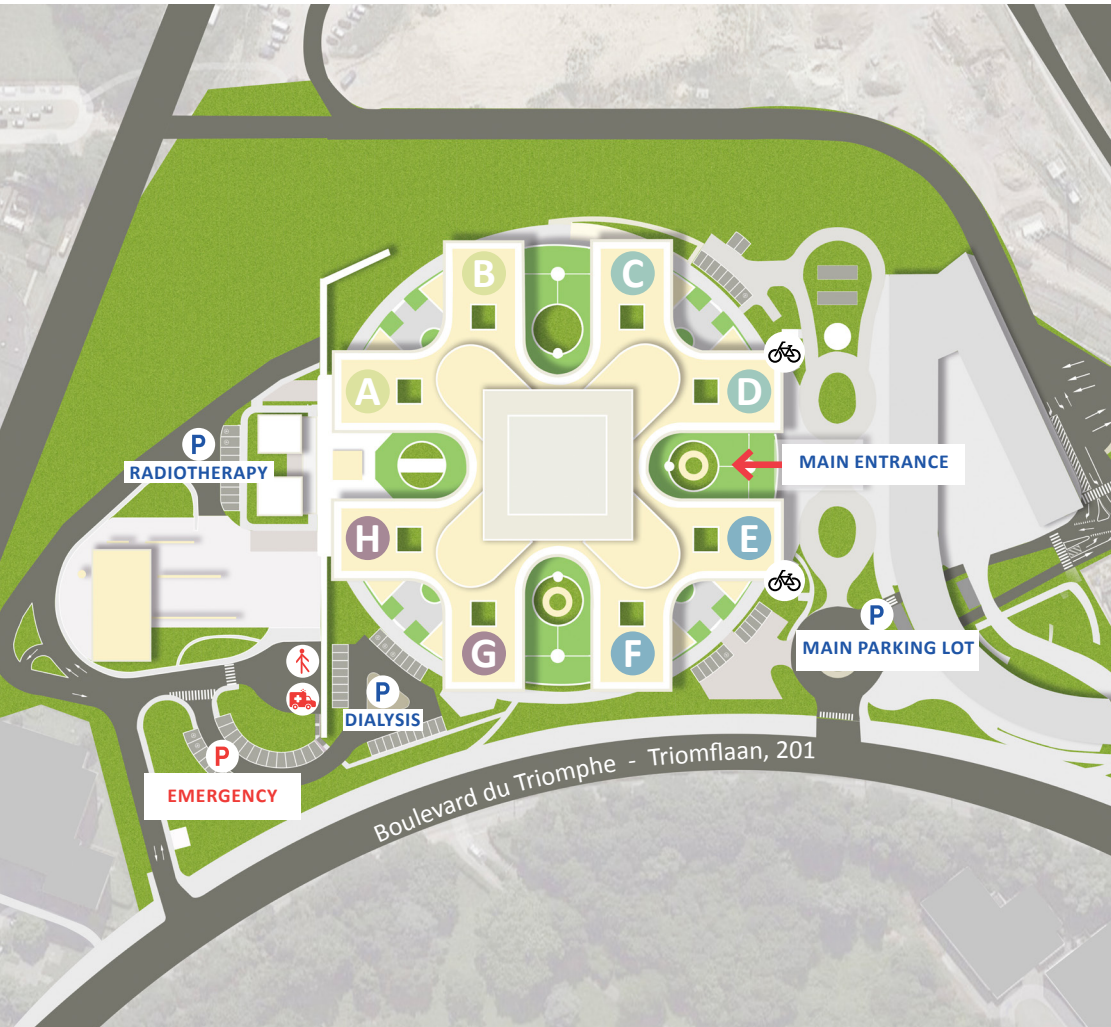 B
C
A
D
P
RADIOTHERAPY
MAIN ENTRANCE
H
E
P
MAIN PARKING LOT
G
F
P
DIALYSIS
P
EMERGENCY
Boulevard du Triomphe - Triomflaan, 201